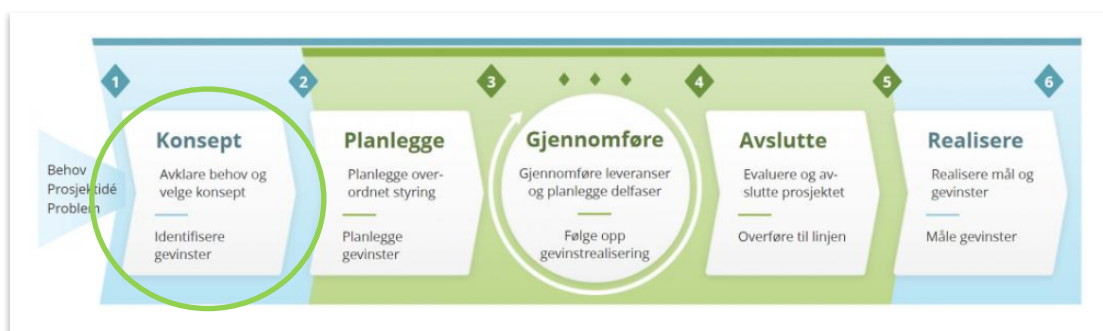 1
2
3
4
5
6
Behov
Prosjektidé
Problem
Konsept
Avklare behov og
velge konsept
Identifisere
gevinster
Planlegge
Planlegge over-
ordnet styring
Planlegge
gevinster
Gjennomføre
Gjennomføre leveranser
og planlegge delfaser
Følge opp
gevinstrealisering
Avslutte
Evaluere og av-
slutte prosjektet
Overføre til linjen
Realisere
Realisere mål og
gevinster
Måle gevinster